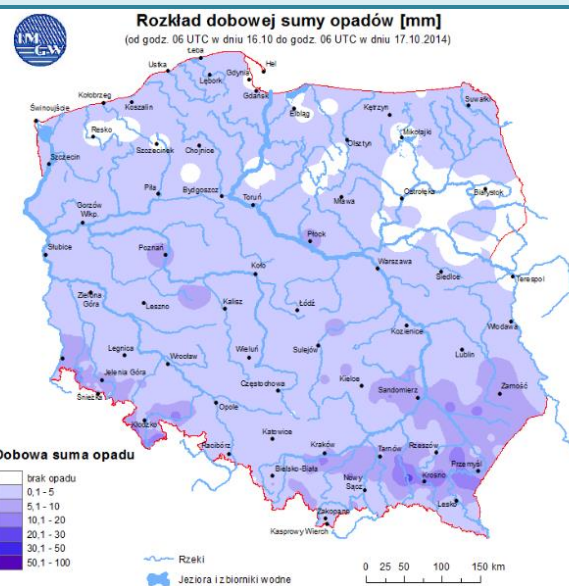 Rozkład dobowej sumy opadów [mm]
(od godz. 06 UTC w dniu 16.10 do godz. 06 UTC w dniu 17.10.2014)
IM
GW
Łeba
Ustka
Hel
Gdynia
Lębork
Gdańsk
Suwałki
Kołobrzeg
Koszalin
Elbląg
Kętrzyn
Świnoujście
Resko
Mikołajki
Szczecinek
Chojnice
Olsztyn
Szczecin
Piła
Bydgoszcz
Ostrołęka
Białystok
Toruń
Mława
Gorzów
Wlkp.
Płock
Słubice
Poznań
Koło
Warszawa
Siedlce
Terespol
Zielona
Góra
Leszno
Kalisz
Łódź
Kozienice
Włodawa
Legnica
Wrocław
Wieluń
Sulejów
Lublin
Jelenia Góra
Śnieżka
Częstochowa
Kielce
Sandomierz
Zamość
Opole
Kłodzko
Katowice
Racibórz
Kraków
Tarnów
Rzeszów
Bielsko-Biała
Nowy
Sącz
Krosno
Przemyśl
Lesko
Zakopane
Kasprowy Wierch
Dobowa suma opadu
brak opadu
0,1 - 5
5,1 - 10
10,1 - 20
20,1 - 30
30,1 - 50
50,1 - 100
Rzeki
Jeziora i zbiorniki wodne
0 25 50 100 150 km